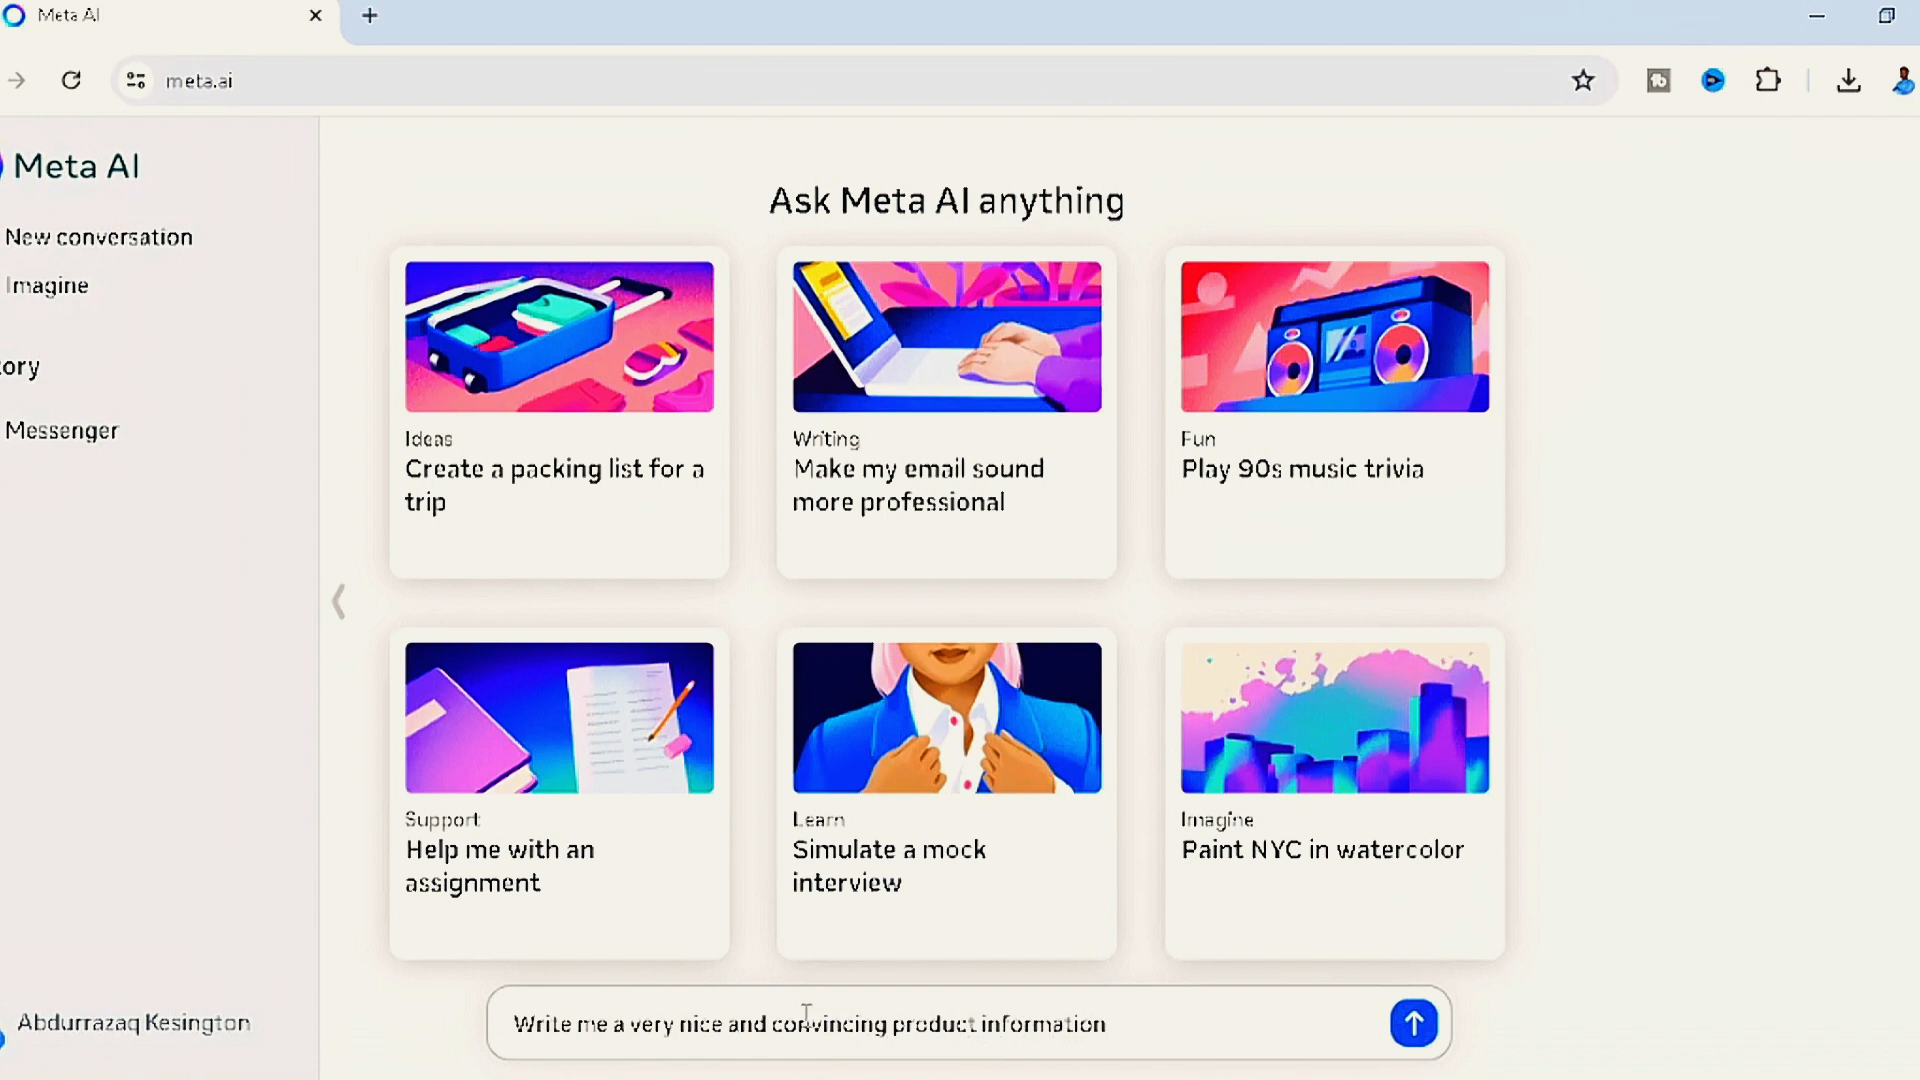 Meta AI
meta.ai
Meta AI
New conversation
Imagine
ory
Messenger
Abdurrazaq Kesington
Ask Meta AI anything
Ideas
Create a packing list for a
trip
Writing
Make my email sound
more professional
Fun
Play 90s music trivia
Support
Help me with an
assignment
Learn
Simulate a mock
interview
Imagine
Paint NYC in watercolor
Write me a very nice and convincing product information